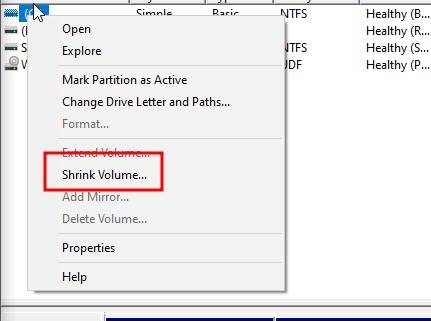 (C Simple Basic NTFS Healthy (B...
Open
( Healthy (R...
Explore
S NTFS Healthy (S...
Mark Partition as Active
UDF Healthy (P...
Change Drive Letter and Paths...
Format...
Extend Volume...
Shrink Volume...
Add Mirror...
Delete Volume...
Properties
Help